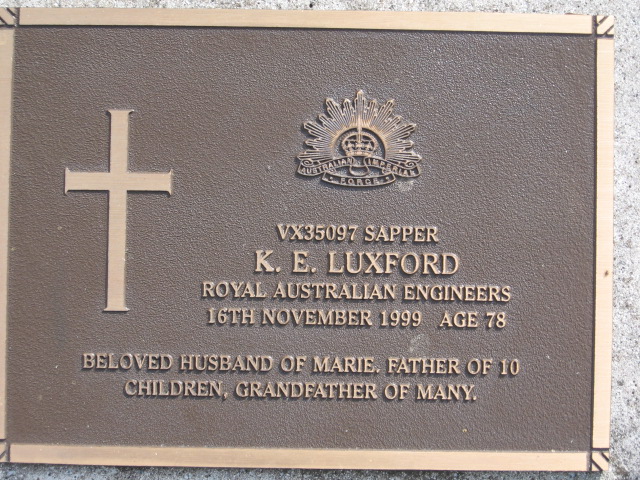 AUSTRALIAN IMPERIAL
FORCE
VX35097 SAPPER
K. E. LUXFORD
ROYAL AUSTRALIAN ENGINEERS
16TH NOVEMBER 1999 AGE 78
BELOVED HUSBAND OF MARIE. FATHER OF 10
CHILDREN, GRANDFATHER OF MANY.